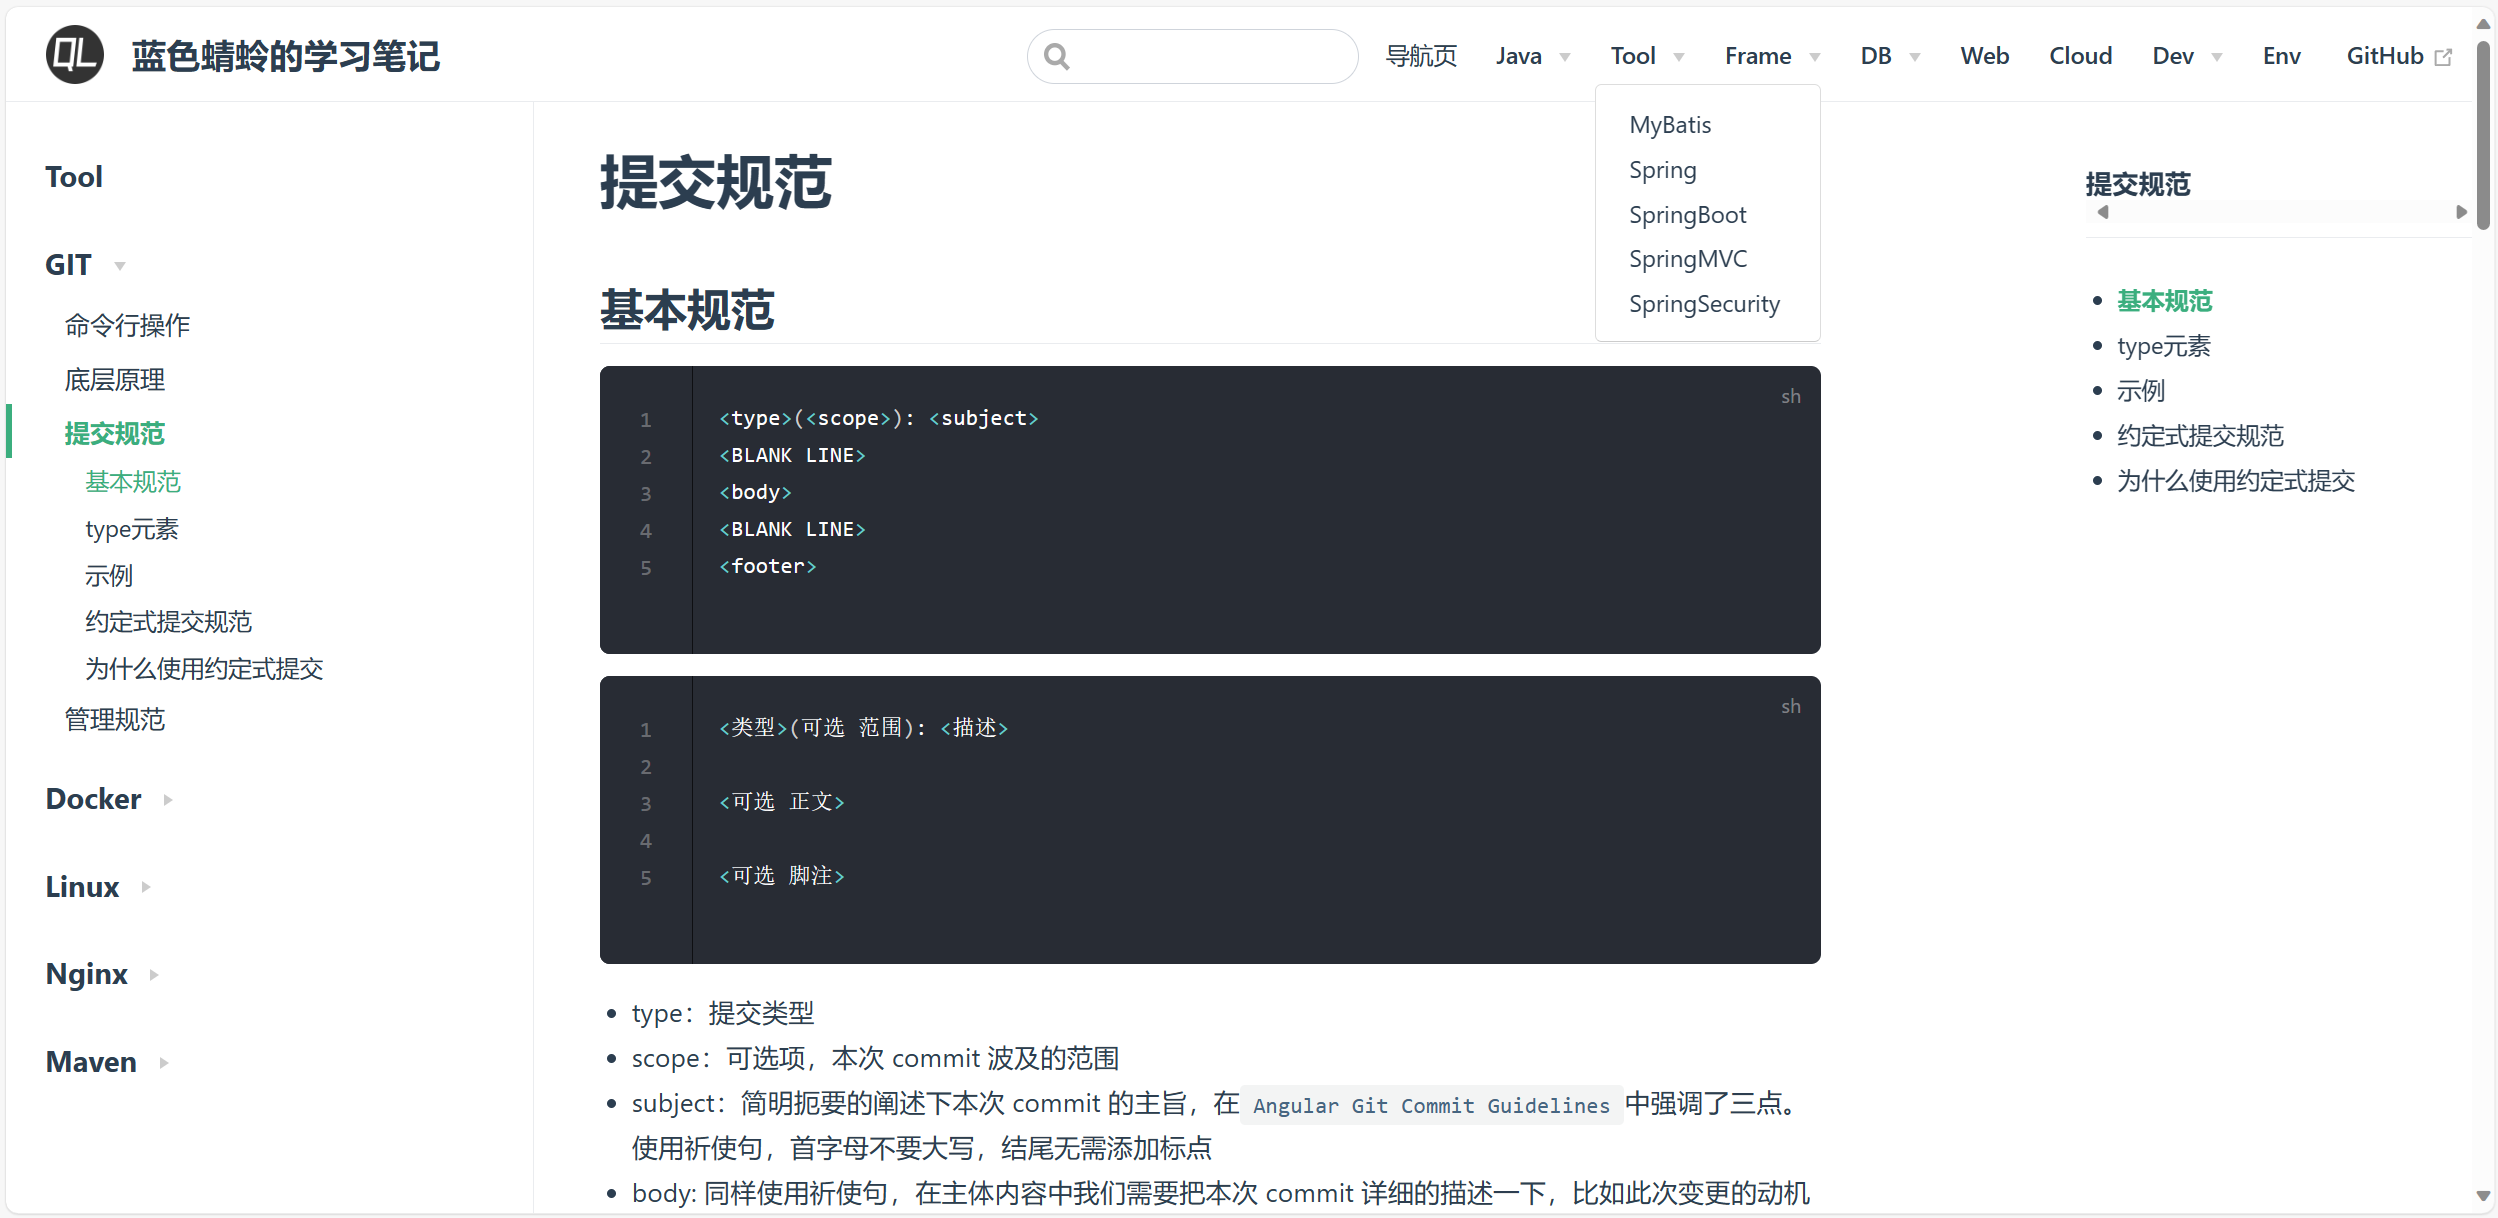 QL 蓝色蜻蛉的学习笔记
导航页 Java Tool Frame DB Web Cloud Dev Env GitHub
MyBatis
Spring
SpringBoot
SpringMVC
SpringSecurity
Tool
GIT
命令行操作
底层原理
提交规范
基本规范
type元素
示例
约定式提交规范
为什么使用约定式提交
管理规范
Docker
Linux
Nginx
Maven
提交规范
基本规范
sh
1 <type>(<scope>): <subject>
2 <BLANK LINE>
3 <body>
4 <BLANK LINE>
5 <footer>
sh
1 <类型>(可选 范围): <描述>
2
3 <可选 正文>
4
5 <可选 脚注>
• type：提交类型
• scope：可选项，本次 commit 波及的范围
• subject：简明扼要的阐述下本次 commit 的主旨，在 Angular Git Commit Guidelines 中强调了三点。
使用祈使句，首字母不要大写，结尾无需添加标点
• body: 同样使用祈使句，在主体内容中我们需要把本次 commit 详细的描述一下，比如此次变更的动机
提交规范
• 基本规范
• type元素
• 示例
• 约定式提交规范
• 为什么使用约定式提交